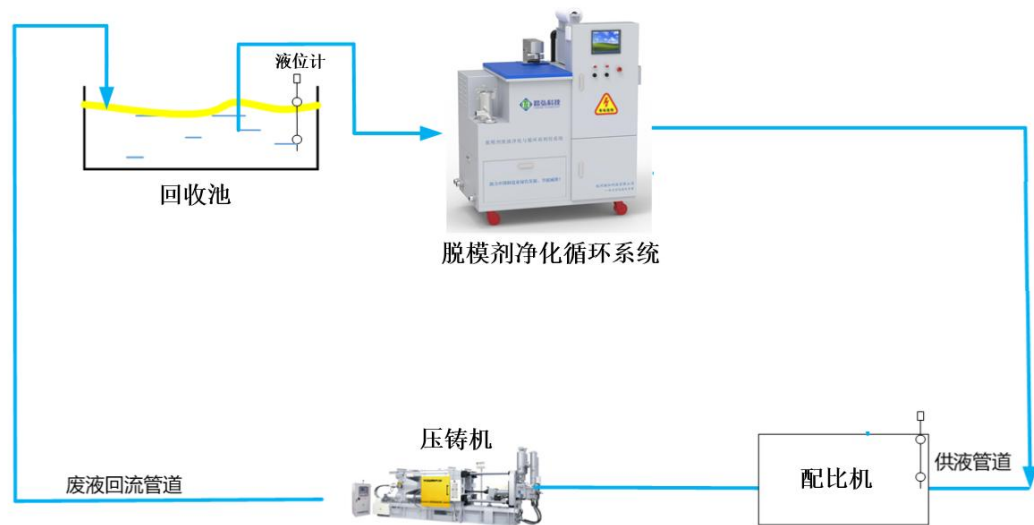 液位计
回收池
脱模剂净化循环系统
压铸机
废液回流管道
配比机
供液管道